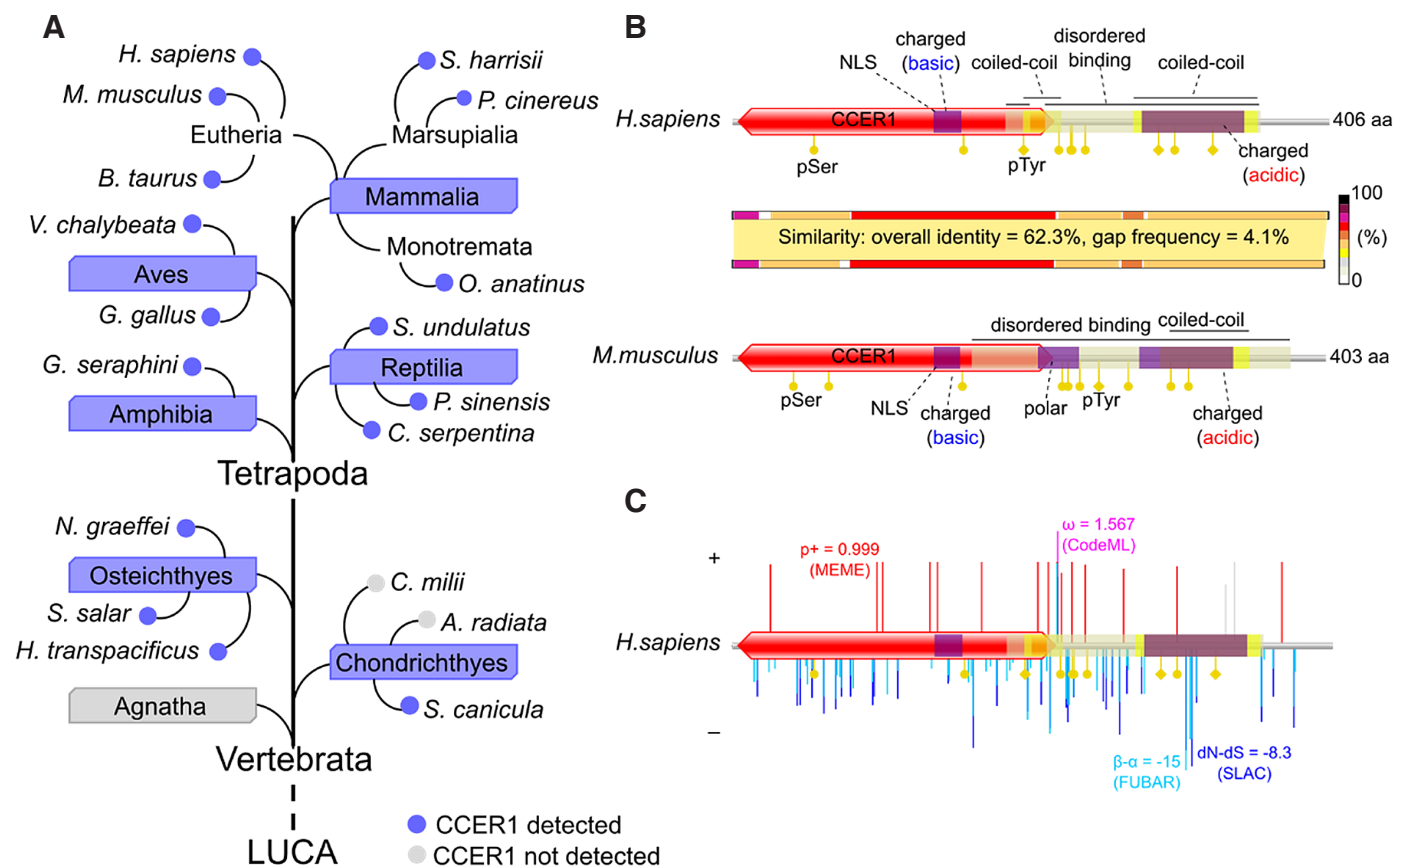 A
H. sapiens
M. musculus
Eutheria
B. taurus
S. harrisii
P. cinereus
Marsupialia
Mammalia
Monotremata
O. anatinus
V. chalybeata
Aves
G. gallus
S. undulatus
Reptilia
P. sinensis
C. serpentina
G. seraphini
Amphibia
Tetrapoda
N. graeffei
Osteichthyes
S. salar
H. transpacificus
C. milii
A. radiata
Chondrichthyes
S. canicula
Agnatha
Vertebrata
LUCA
CCER1 detected
CCER1 not detected
B
NLS
charged
(basic)
coiled-coil
disordered
binding
coiled-coil
H.sapiens
CCER1
406 aa
pSer
pTyr
charged
(acidic)
Similarity: overall identity = 62.3%, gap frequency = 4.1%
100
(%)
0
disordered binding
coiled-coil
M.musculus
CCER1
403 aa
pSer
NLS
charged
(basic)
polar
pTyr
charged
(acidic)
C
+
p+ = 0.999
(MEME)
ω = 1.567
(CodeML)
H.sapiens
–
β-α = -15
(FUBAR)
dN-dS = -8.3
(SLAC)